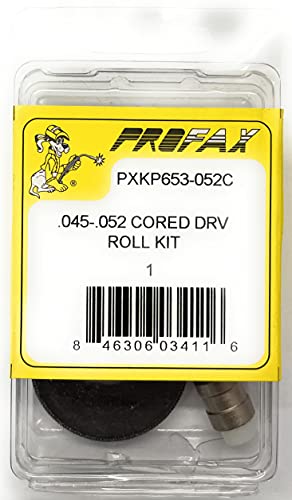 PROFAX
®
PXKP653-052C
.045-.052 CORED DRV
ROLL KIT
1
8 46306 03411 6